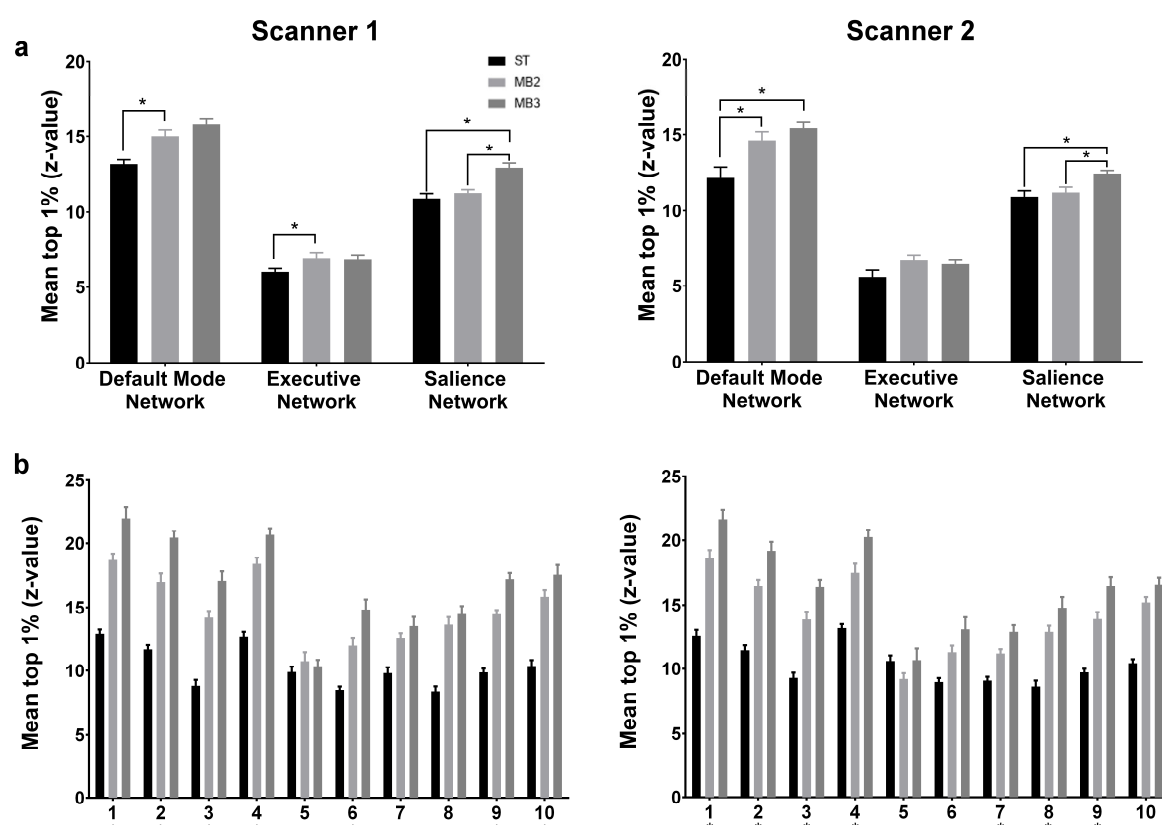 Scanner 1
Scanner 2
a
ST
MB2
MB3
Mean top 1% (z-value)
20
15
10
5
0
* * * *
Default Mode Network
Executive Network
Salience Network
Mean top 1% (z-value)
20
15
10
5
0
* * * *
Default Mode Network
Executive Network
Salience Network
b
Mean top 1% (z-value)
25
20
15
10
5
0
1 2 3 4 5 6 7 8 9 10
Mean top 1% (z-value)
25
20
15
10
5
0
1 2 3 4 5 6 7 8 9 10
* * * * * * *